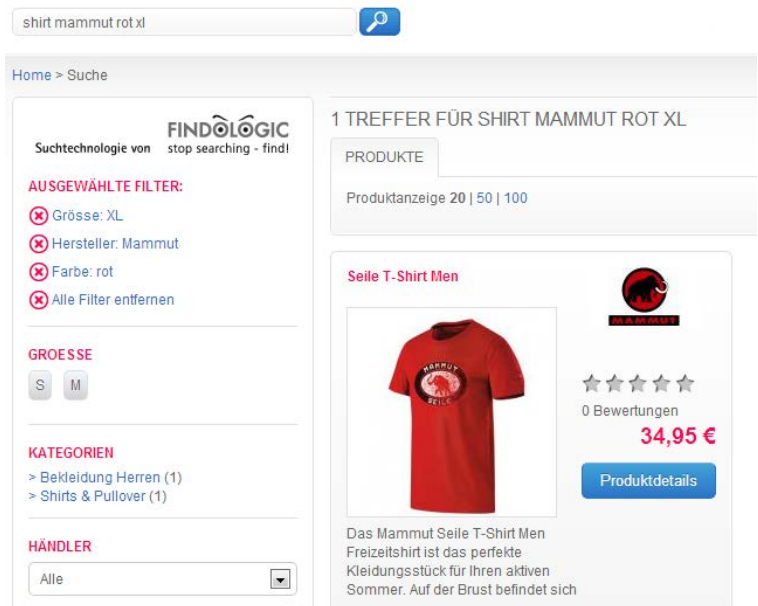 shirt mammut rot xl
Home > Suche
FINDOLOGIC
Suchtechnologie von stop searching - find!
AUSGEWÄHLTE FILTER:
Grösse: XL
Hersteller: Mammut
Farbe: rot
Alle Filter entfernen
GROESSE
S M
KATEGORIEN
> Bekleidung Herren (1)
> Shirts & Pullover (1)
HÄNDLER
Alle
1 TREFFER FÜR SHIRT MAMMUT ROT XL
PRODUKTE
Produktanzeige 20 | 50 | 100
Seile T-Shirt Men
MAMMUT
MAMMUT
SEILE
0 Bewertungen
34,95 €
Produktdetails
Das Mammut Seile T-Shirt Men
Freizeitshirt ist das perfekte
Kleidungsstück für Ihren aktiven
Sommer. Auf der Brust befindet sich